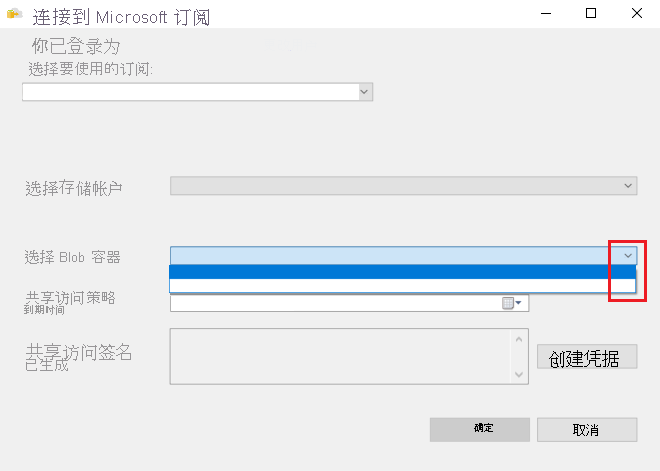 连接到 Microsoft 订阅
你已登录为
选择要使用的订阅:
选择存储帐户
选择 Blob 容器
共享访问策略
到期时间
共享访问签名
已生成
创建凭据
确定
取消